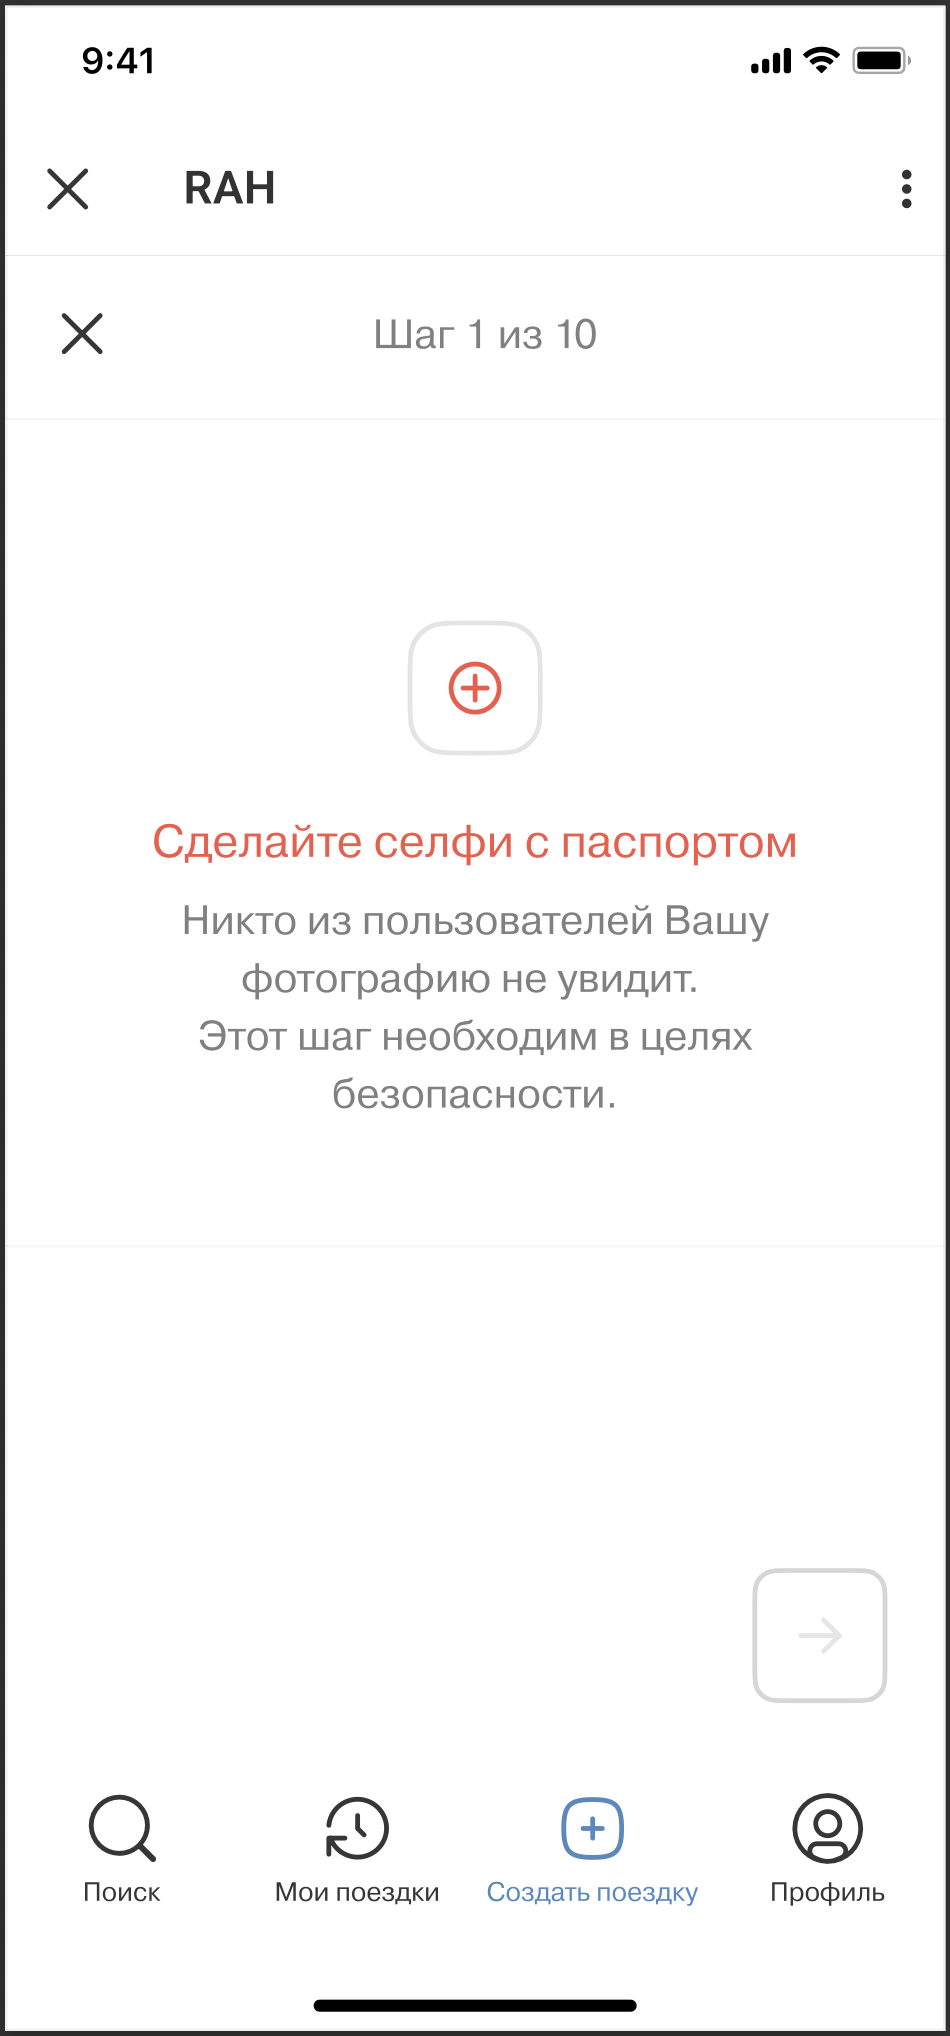 9:41
RAH
Шаг 1 из 10
Сделайте селфи с паспортом
Никто из пользователей Вашу
фотографию не увидит.
Этот шаг необходим в целях
безопасности.
Поиск
Мои поездки
Создать поездку
Профиль